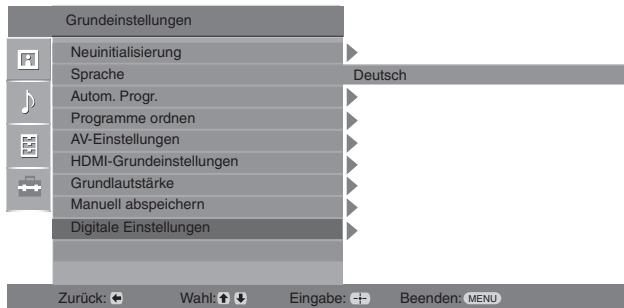 Grundeinstellungen
Neuinitialisierung
Sprache Deutsch
Autom. Progr.
Programme ordnen
AV-Einstellungen
HDMI-Grundeinstellungen
Grundlautstärke
Manuell abspeichern
Digitale Einstellungen
Zurück: Wahl: Eingabe: Beenden: MENU